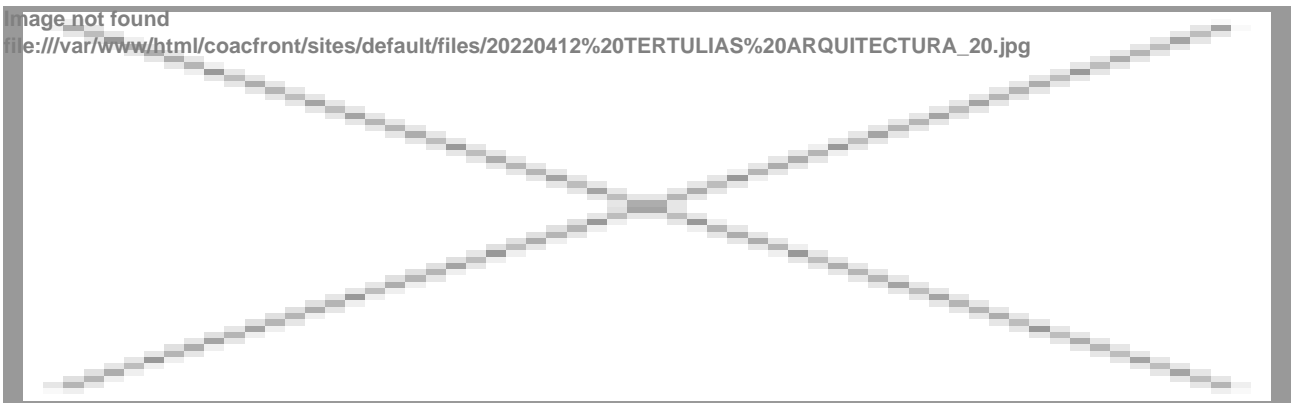 Image not found
file:///var/www/html/coacfront/sites/default/files/20220412%20TERTULIAS%20ARQUITECTURA_20.jpg